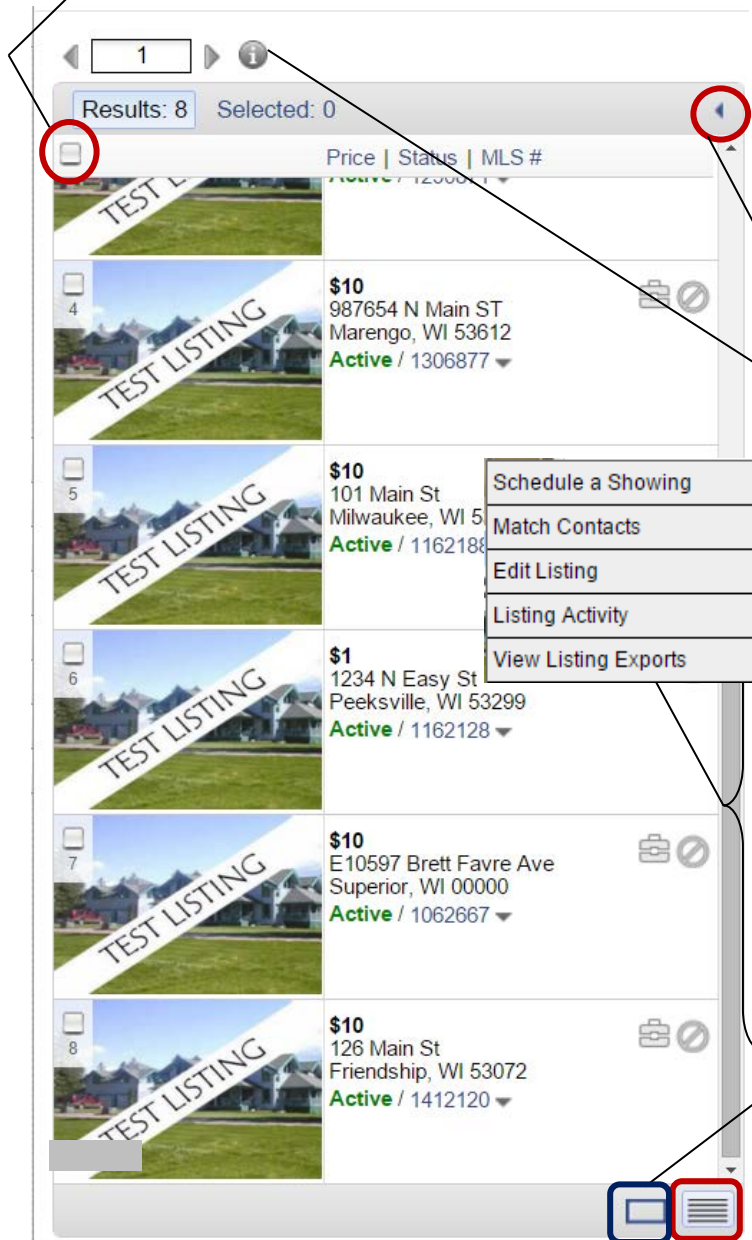 1
Results: 8 Selected: 0
Price | Status | MLS #
TEST LISTING
4
$10
987654 N Main ST
Marengo, WI 53612
Active / 1306877
TEST LISTING
5
$10
101 Main St
Milwaukee, WI
Active / 1162188
TEST LISTING
Schedule a Showing
Match Contacts
Edit Listing
Listing Activity
View Listing Exports
6
$1
1234 N Easy St
Peeksville, WI 53299
Active / 1162128
TEST LISTING
7
$10
E10597 Brett Favre Ave
Superior, WI 00000
Active / 1062667
TEST LISTING
8
$10
126 Main St
Friendship, WI 53072
Active / 1412120
TEST LISTING